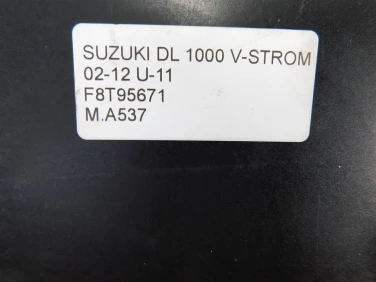 SUZUKI DL 1000 V-STROM
02-12 U-11
F8T95671
M.A537